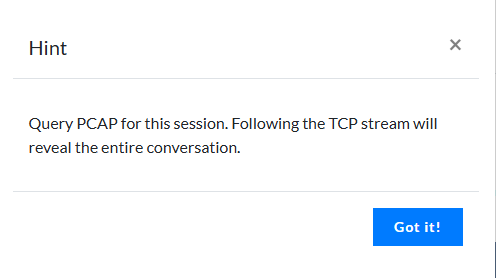 Hint
×
Query PCAP for this session. Following the TCP stream will
reveal the entire conversation.
Got it!